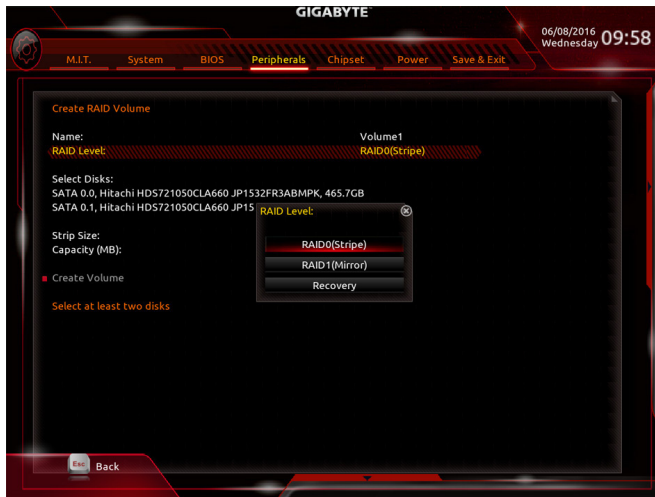 GIGABYTE™
06/08/2016
Wednesday 09:58
M.I.T. System BIOS Peripherals Chipset Power Save & Exit
Create RAID Volume
Name: Volume1
RAID Level: RAID0(Stripe)
Select Disks:
SATA 0.0, Hitachi HDS721050CLA660 JP1532FR3ABMPK, 465.7GB
SATA 0.1, Hitachi HDS721050CLA660 JP15
RAID Level:
RAID0(Stripe)
RAID1(Mirror)
Recovery
Strip Size:
Capacity (MB):
Create Volume
Select at least two disks
Esc Back